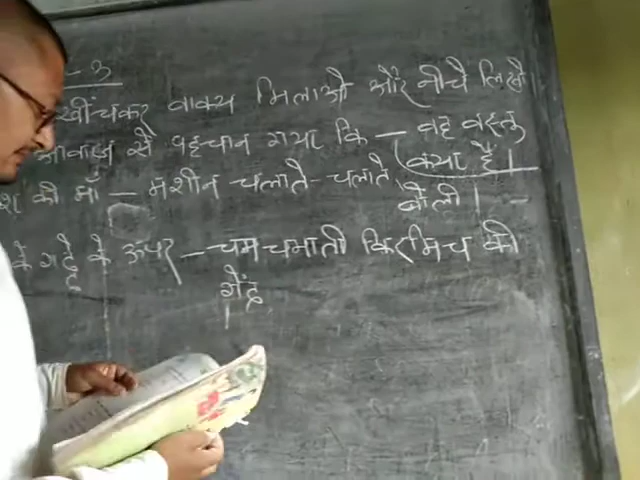 - 3
खींचकर वाक्य मिलाओ और नीचे लिखो
आवाज से पहचान गया कि — वह वस्तु
क्या है।
की माँ — मशीन चलाते-चलाते
बोली।
के गद्दे के ऊपर — चमचमाती किरमिच की
गेंद